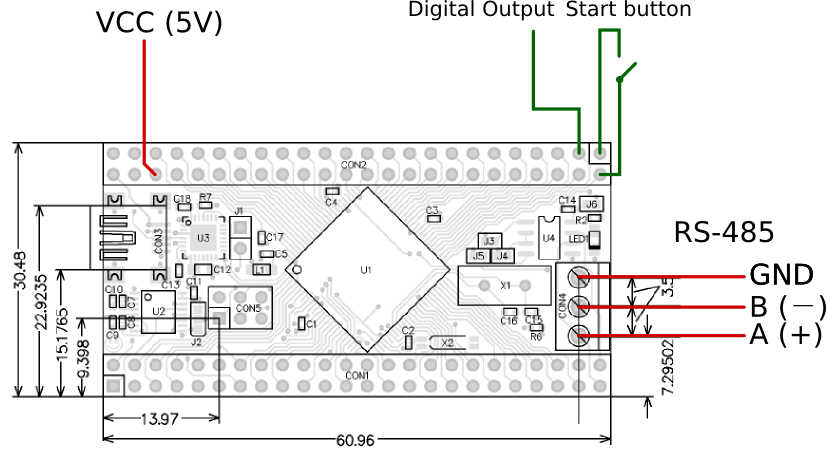 Digital Output Start button
VCC (5V)
CON2
C18 R7
C4
C14 J6
J1
C3
R2
CON3
U3
C17
J3
U4
LED1
RS-485
C5
J5 J4
C12
L1
U1
GND
C13
X1
3.5
C10
C11
C7
CON5
CON4
B (−)
U2
C16 C15
C9
C8
C1
R6
A (+)
J2
C2
X2
30.48
22.9235
15.1765
9.398
7.29502
CON1
13.97
60.96